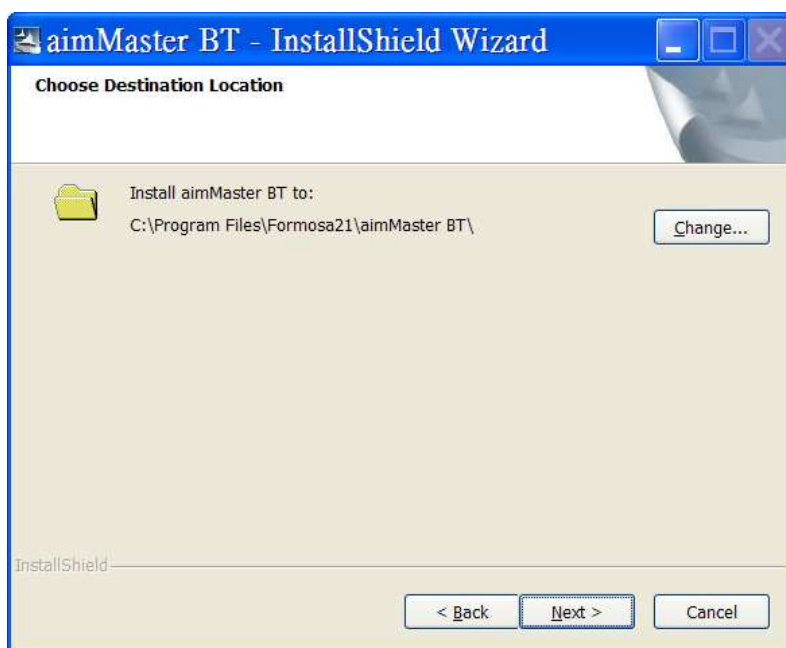 aimMaster BT - InstallShield Wizard
Choose Destination Location
Install aimMaster BT to:
C:\Program Files\Formosa21\aimMaster BT\
Change...
InstallShield
< Back
Next >
Cancel